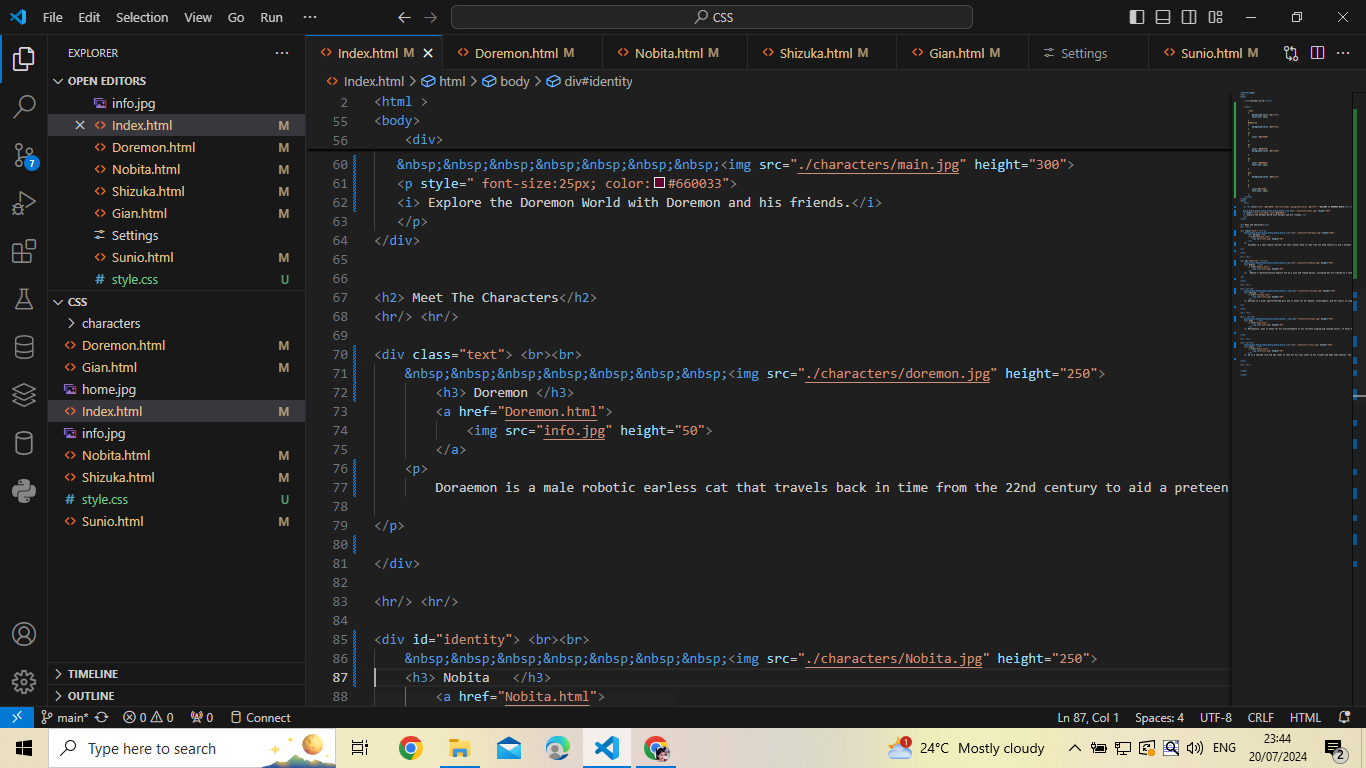 File Edit Selection View Go Run ··· CSS
EXPLORER ···
Index.html M Doremon.html M Nobita.html M Shizuka.html M Gian.html M Settings Sunio.html M ···
OPEN EDITORS
info.jpg
Index.html M
Doremon.html M
Nobita.html M
Shizuka.html M
Gian.html M
Settings
Sunio.html M
style.css U
CSS
characters
Doremon.html M
Gian.html M
home.jpg
Index.html M
info.jpg
Nobita.html M
Shizuka.html M
style.css U
Sunio.html M
TIMELINE
OUTLINE
7
Index.html > html > body > div#identity
2 <html >
55 <body>
56 <div>
60 &nbsp;&nbsp;&nbsp;&nbsp;&nbsp;&nbsp;&nbsp;<img src="./characters/main.jpg" height="300">
61 <p style=" font-size:25px; color:#660033">
62 <i> Explore the Doremon World with Doremon and his friends.</i>
63 </p>
64 </div>
65
66
67 <h2> Meet The Characters</h2>
68 <hr/> <hr/>
69
70 <div class="text"> <br><br>
71 &nbsp;&nbsp;&nbsp;&nbsp;&nbsp;&nbsp;&nbsp;<img src="./characters/doremon.jpg" height="250">
72 <h3> Doremon </h3>
73 <a href="Doremon.html">
74 <img src="info.jpg" height="50">
75 </a>
76 <p>
77 Doraemon is a male robotic earless cat that travels back in time from the 22nd century to aid a preteen
78
79 </p>
80
81 </div>
82
83 <hr/> <hr/>
84
85 <div id="identity"> <br><br>
86 &nbsp;&nbsp;&nbsp;&nbsp;&nbsp;&nbsp;&nbsp;<img src="./characters/Nobita.jpg" height="250">
87 <h3> Nobita </h3>
88 <a href="Nobita.html">
main* 0 0 0 Connect Ln 87, Col 1 Spaces: 4 UTF-8 CRLF HTML
Type here to search 1 24°C Mostly cloudy ENG 23:44
20/07/2024 2